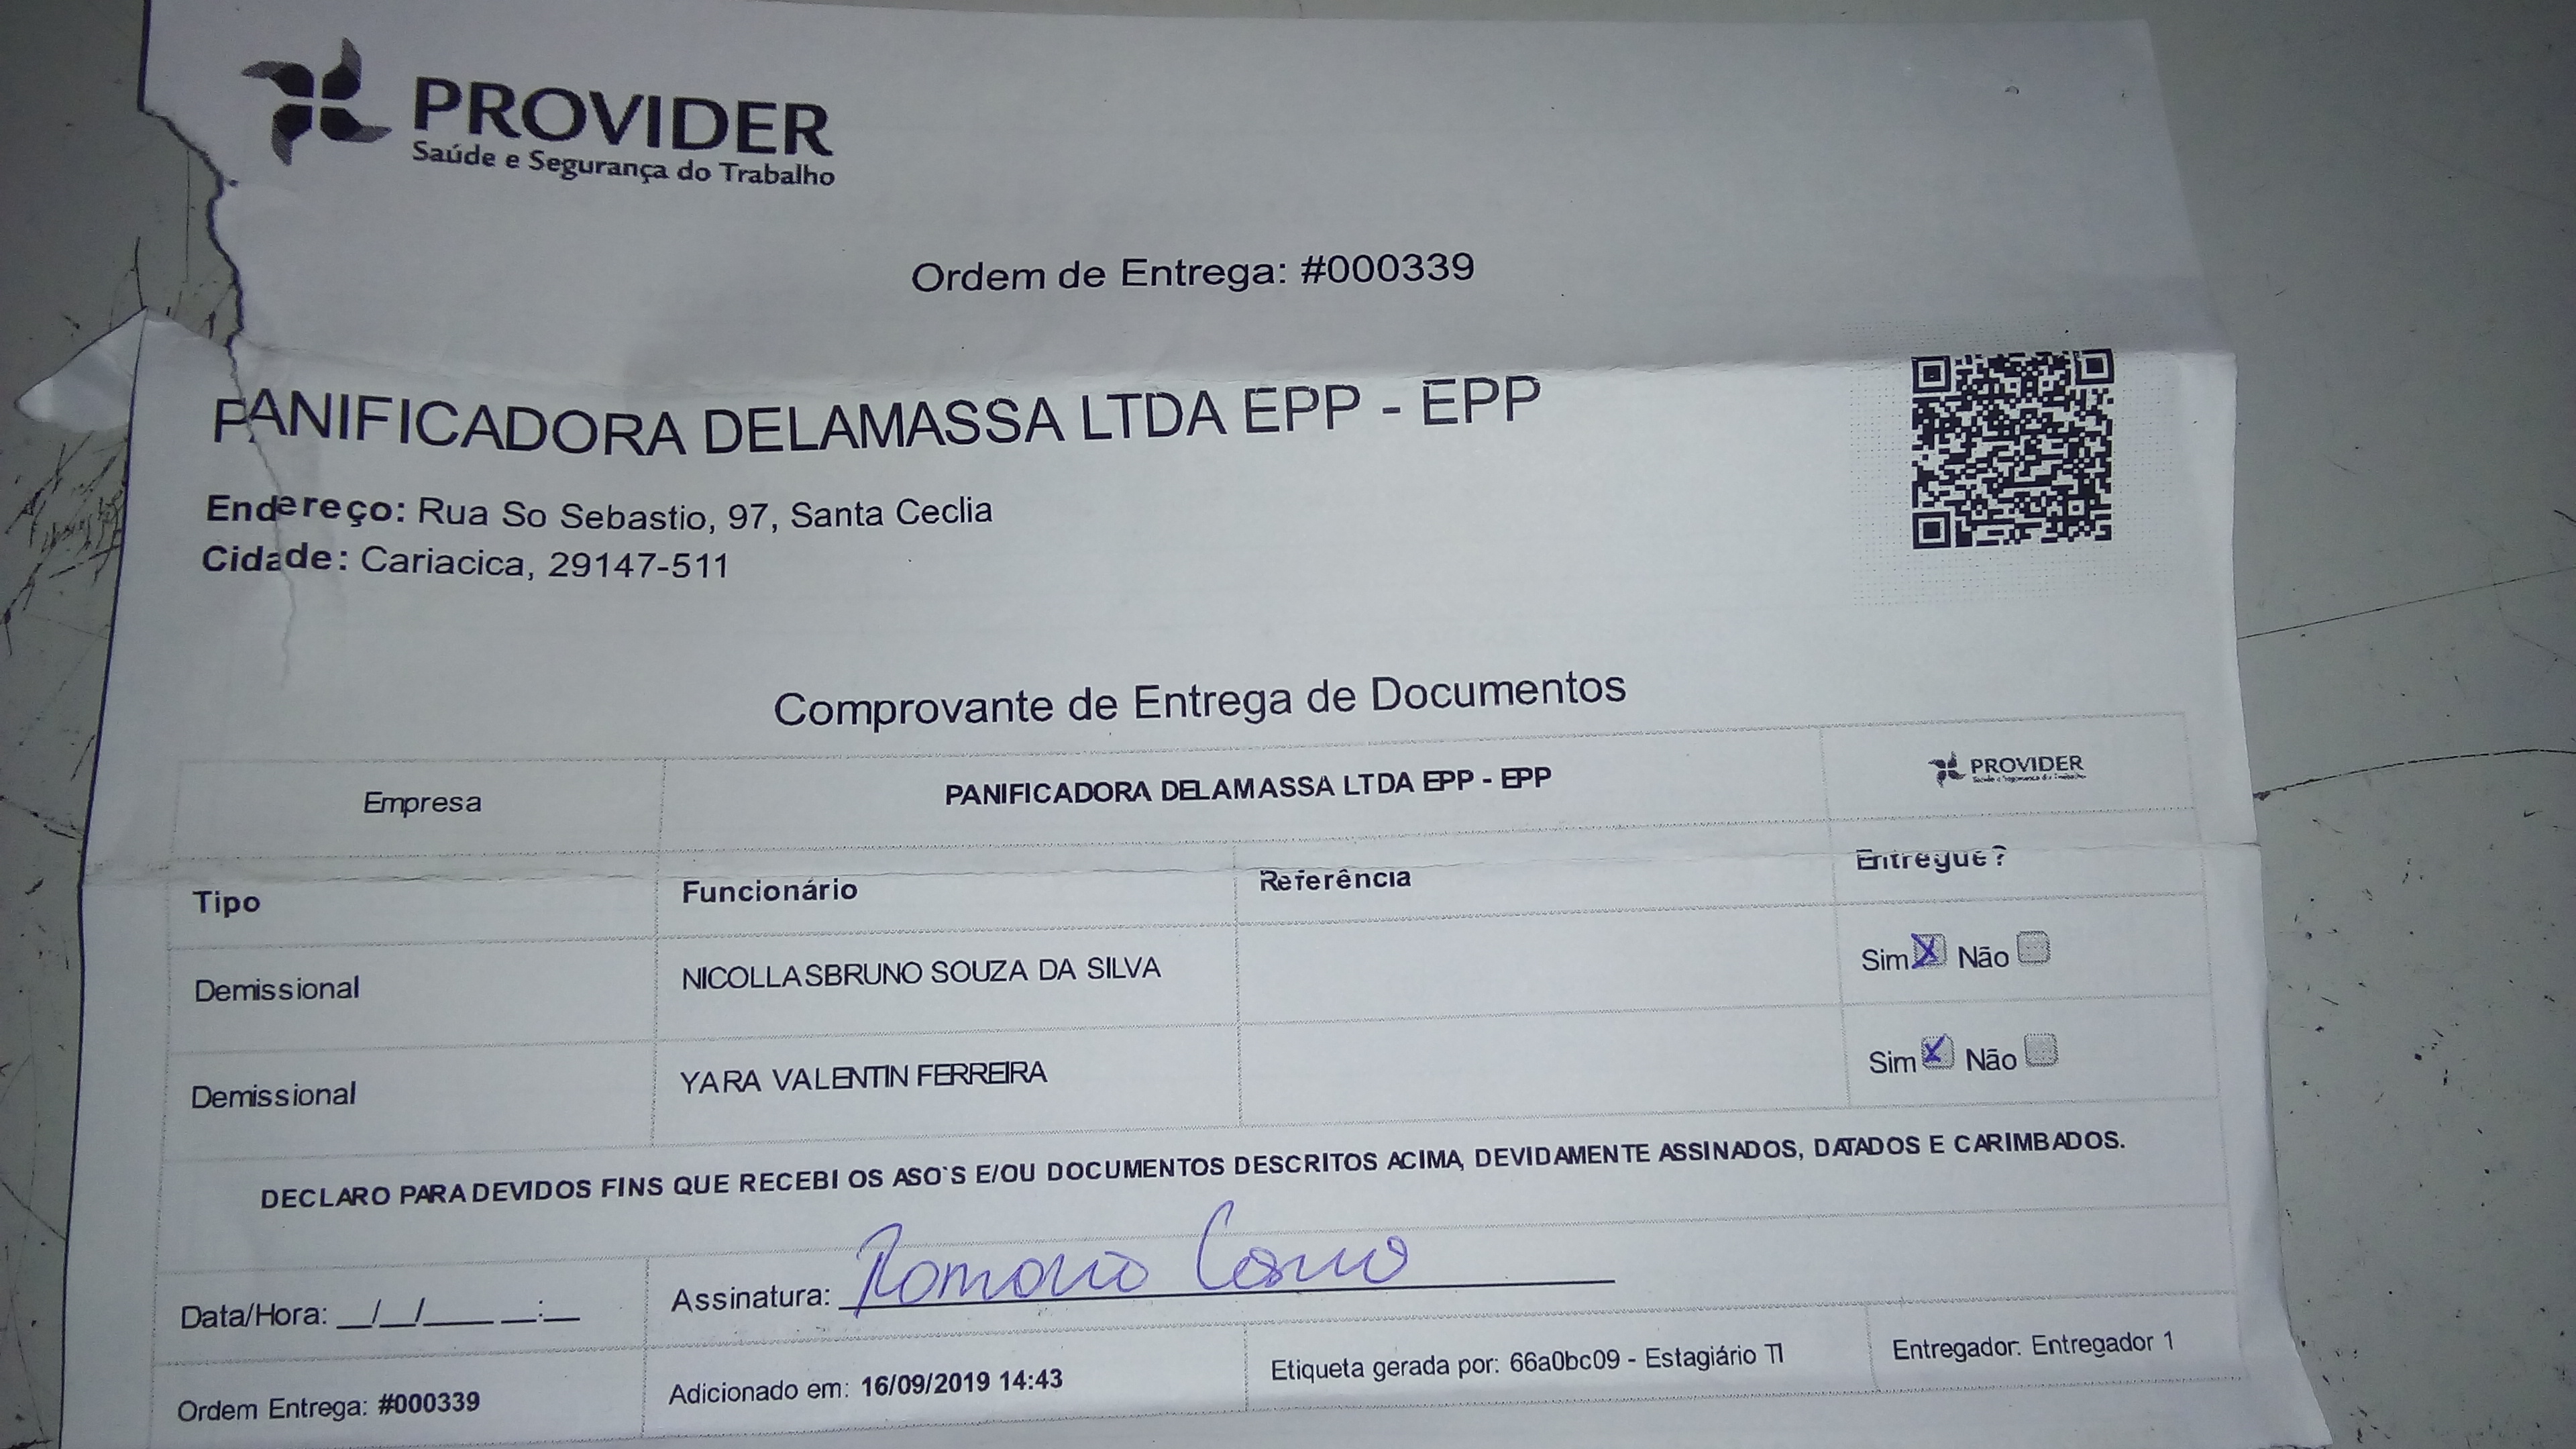 PROVIDER
Saúde e Segurança do Trabalho
Ordem de Entrega: #000339
PANIFICADORA DELAMASSA LTDA EPP - EPP
Endereço: Rua So Sebastio, 97, Santa Ceclia
Cidade: Cariacica, 29147-511
Comprovante de Entrega de Documentos
Empresa PANIFICADORA DELAMASSA LTDA EPP - EPP PROVIDER
Saúde e Segurança do Trabalho
Tipo Funcionário Referência Entregue?
Demissional NICOLLASBRUNO SOUZA DA SILVA Sim Não
Demissional YARA VALENTIN FERREIRA Sim Não
DECLARO PARA DEVIDOS FINS QUE RECEBI OS ASO`S E/OU DOCUMENTOS DESCRITOS ACIMA, DEVIDAMENTE ASSINADOS, DATADOS E CARIMBADOS.
Data/Hora: __/__/____ __:__ Assinatura:
Ordem Entrega: #000339 Adicionado em: 16/09/2019 14:43 Etiqueta gerada por: 66a0bc09 - Estagiário TI Entregador: Entregador 1